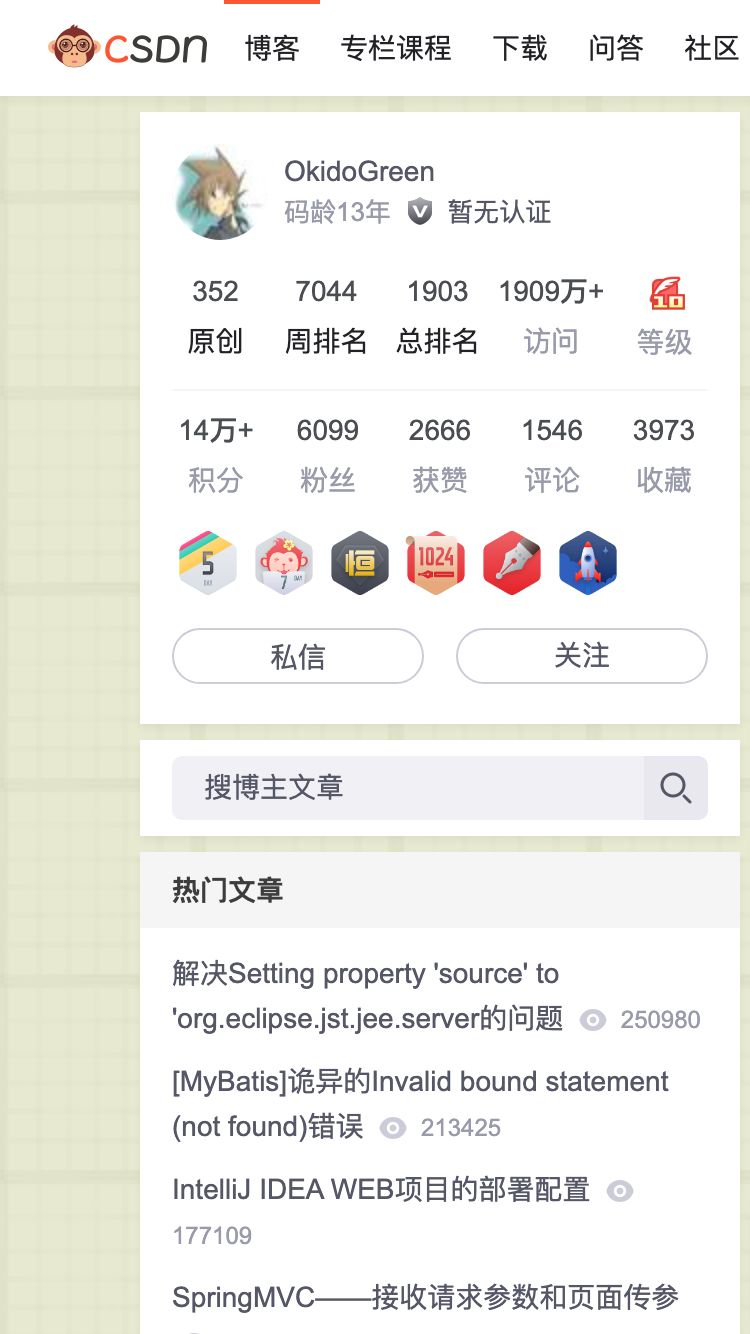 CSDN 博客 专栏课程 下载 问答 社区
OkidoGreen
码龄13年 暂无认证
352 7044 1903 1909万+ 10
原创 周排名 总排名 访问 等级
14万+ 6099 2666 1546 3973
积分 粉丝 获赞 评论 收藏
5 DAY 7 DAY 恒 1024
私信 关注
搜博主文章
热门文章
解决Setting property 'source' to
'org.eclipse.jst.jee.server的问题 250980
[MyBatis]诡异的Invalid bound statement
(not found)错误 213425
IntelliJ IDEA WEB项目的部署配置
177109
SpringMVC——接收请求参数和页面传参